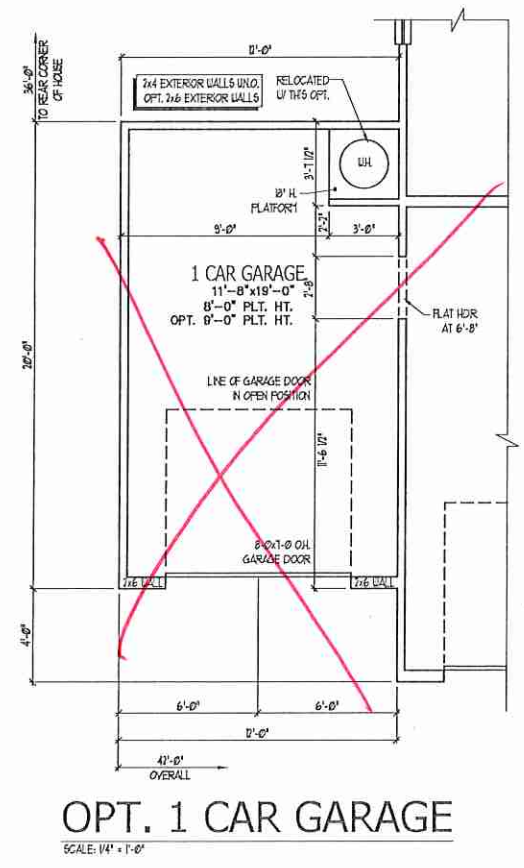 12'-0"
36'-0"
TO REAR CORNER
OF HOUSE
2x4 EXTERIOR WALLS U.N.O.
OPT. 2x6 EXTERIOR WALLS
RELOCATED
W/ THIS OPT.
W.H.
3'-7 1/2"
18" H.
PLATFORM
2'-2"
9'-0"
3'-0"
1 CAR GARAGE
11'-8"x19'-0"
8'-0" PLT. HT.
OPT. 9'-0" PLT. HT.
2'-8"
FLAT HDR
AT 6'-8"
20'-0"
LINE OF GARAGE DOOR
IN OPEN POSITION
11'-6 1/2"
8-0x7-0 O.H.
GARAGE DOOR
2x6 WALL
2x6 WALL
4'-0"
6'-0"
6'-0"
12'-0"
42'-0"
OVERALL
OPT. 1 CAR GARAGE
SCALE: 1/4" = 1'-0"